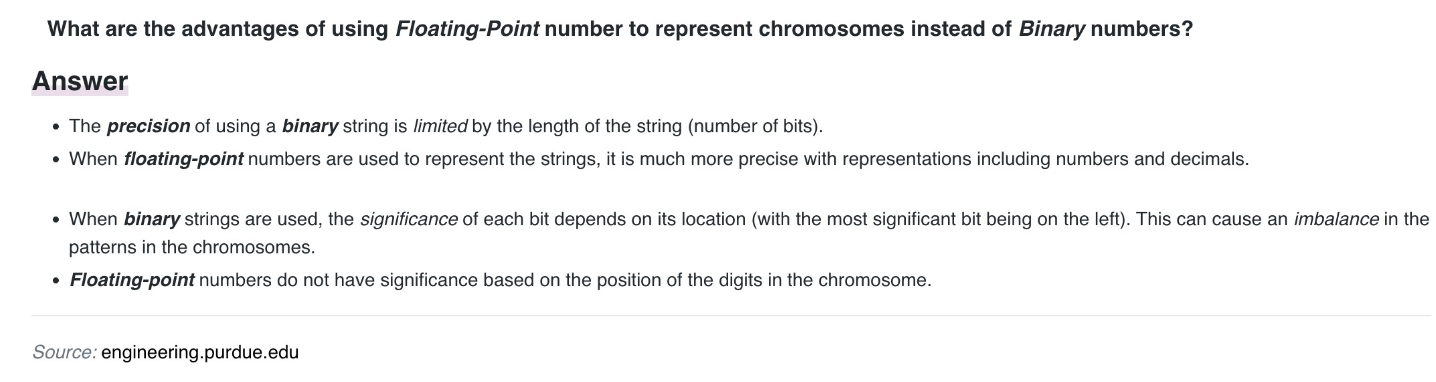 What are the advantages of using Floating-Point number to represent chromosomes instead of Binary numbers?
Answer
• The precision of using a binary string is limited by the length of the string (number of bits).
• When floating-point numbers are used to represent the strings, it is much more precise with representations including numbers and decimals.
• When binary strings are used, the significance of each bit depends on its location (with the most significant bit being on the left). This can cause an imbalance in the
patterns in the chromosomes.
• Floating-point numbers do not have significance based on the position of the digits in the chromosome.
Source: engineering.purdue.edu